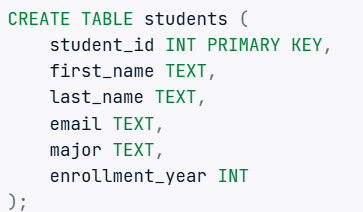 CREATE TABLE students (
    student_id INT PRIMARY KEY,
    first_name TEXT,
    last_name TEXT,
    email TEXT,
    major TEXT,
    enrollment_year INT
);